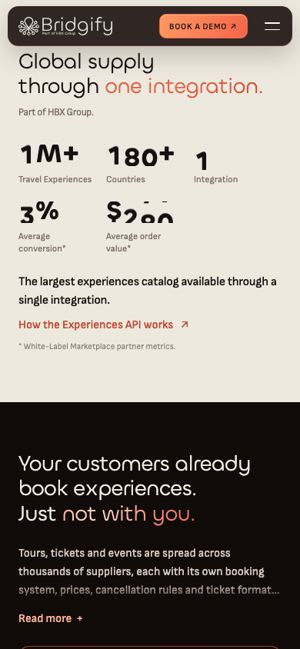 Bridgify
Part of HBX Group
BOOK A DEMO ↗
Global supply
through one integration.
Part of HBX Group.
1M+ 180+ 1
Travel Experiences Countries Integration
3%
Average
conversion*
Average order
value*
The largest experiences catalog available through a
single integration.
How the Experiences API works ↗
* White-Label Marketplace partner metrics.
Your customers already
book experiences.
Just not with you.
Tours, tickets and events are spread across
thousands of suppliers, each with its own booking
system, prices, cancellation rules and ticket format...
Read more +